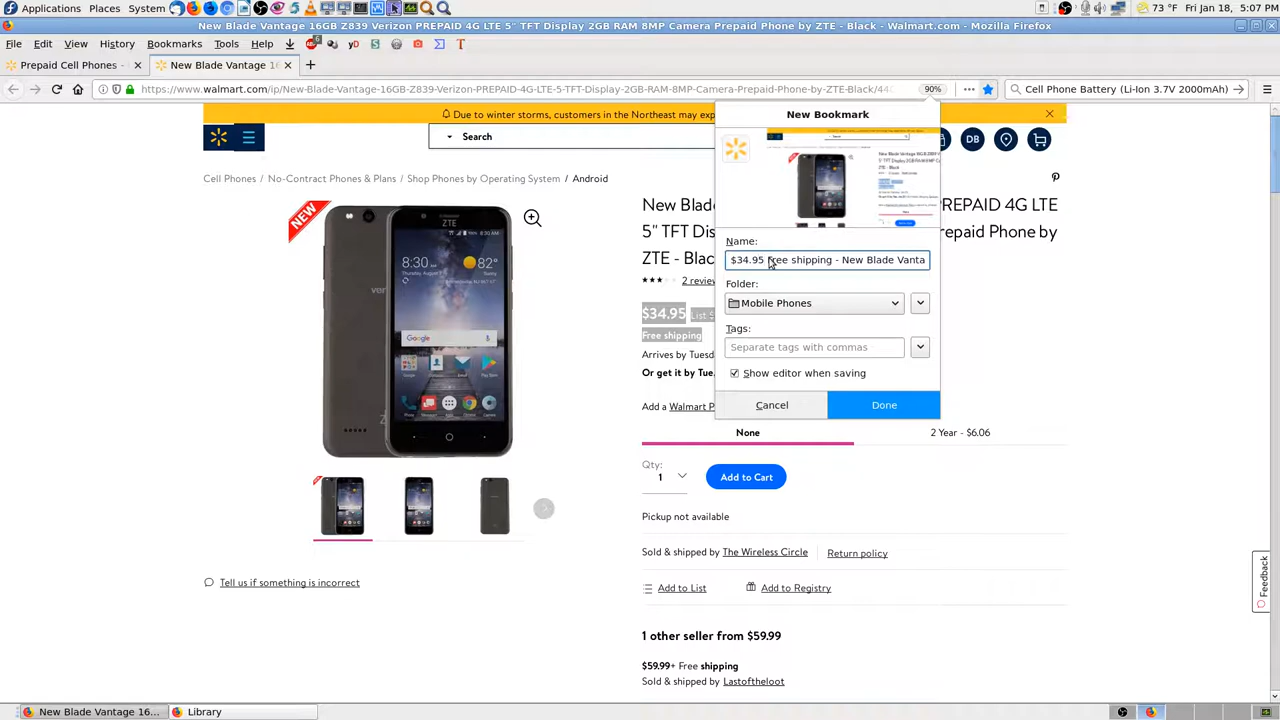 Applications Places System 73 °F Fri Jan 18, 5:07 PM
New Blade Vantage 16GB Z839 Verizon PREPAID 4G LTE 5" TFT Display 2GB RAM 8MP Camera Prepaid Phone by ZTE - Black - Walmart.com - Mozilla Firefox
File Edit View History Bookmarks Tools Help
Prepaid Cell Phones - New Blade Vantage 16
https://www.walmart.com/ip/New-Blade-Vantage-16GB-Z839-Verizon-PREPAID-4G-LTE-5-TFT-Display-2GB-RAM-8MP-Camera-Prepaid-Phone-by-ZTE-Black/44 90% Cell Phone Battery (Li-Ion 3.7V 2000mAh)
Due to winter storms, customers in the Northeast may exp
New Bookmark
Search
DB
Phones / No-Contract Phone & Plans / Shop Phones by Operating System / Android
NEW
New Blad PREPAID 4G LTE
5" TFT Disp repaid Phone by
ZTE - Blac
2 review
$34.95 List $
Free shipping
Arrives by Tuesd
Or get it by Tue.
Add a Walmart P
Name:
$34.95 Free shipping - New Blade Vanta
Folder:
Mobile Phones
Tags:
Separate tags with commas
Show editor when saving
Cancel Done
ZTE
8:30
Google
None 2 Year - $6.06
Qty:
1 Add to Cart
Pickup not available
Sold & shipped by The Wireless Circle Return policy
Tell us if something is incorrect
Add to List Add to Registry
Feedback
1 other seller from $59.99
$59.99+ Free shipping
Sold & shipped by Lastoftheloot
New Blade Vantage 16... Library